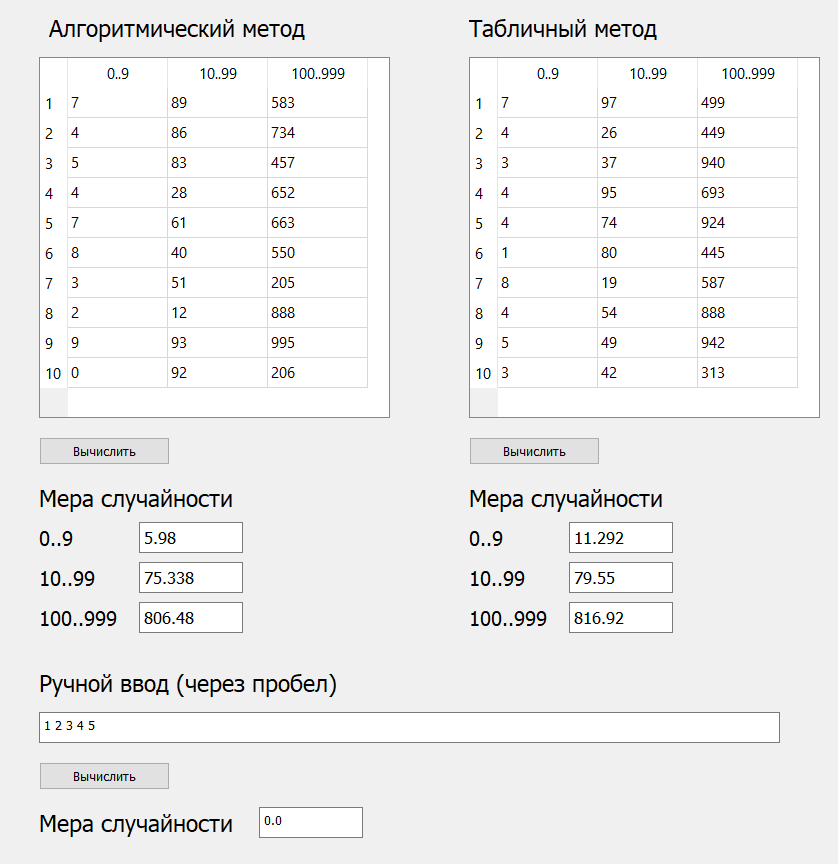 Алгоритмический метод Табличный метод
0..9 10..99 100..999 0..9 10..99 100..999
1 7 89 583 1 7 97 499
2 4 86 734 2 4 26 449
3 5 83 457 3 3 37 940
4 4 28 652 4 4 95 693
5 7 61 663 5 4 74 924
6 8 40 550 6 1 80 445
7 3 51 205 7 8 19 587
8 2 12 888 8 4 54 888
9 9 93 995 9 5 49 942
10 0 92 206 10 3 42 313
Вычислить Вычислить
Мера случайности Мера случайности
0..9 5.98 0..9 11.292
10..99 75.338 10..99 79.55
100..999 806.48 100..999 816.92
Ручной ввод (через пробел)
1 2 3 4 5
Вычислить
Мера случайности 0.0